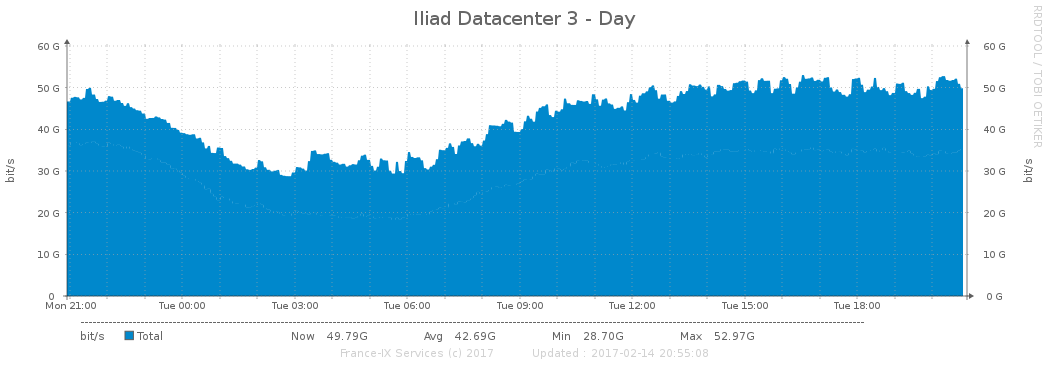 Iliad Datacenter 3 - Day
RRDTOOL / TOBI OETIKER
60 G 60 G
50 G 50 G
40 G 40 G
30 G 30 G
20 G 20 G
10 G 10 G
0 0 G
bit/s bit/s
Mon 21:00 Tue 00:00 Tue 03:00 Tue 06:00 Tue 09:00 Tue 12:00 Tue 15:00 Tue 18:00
bit/s Total Now 49.79G Avg 42.69G Min 28.70G Max 52.97G
France-IX Services (c) 2017 Updated : 2017-02-14 20:55:08